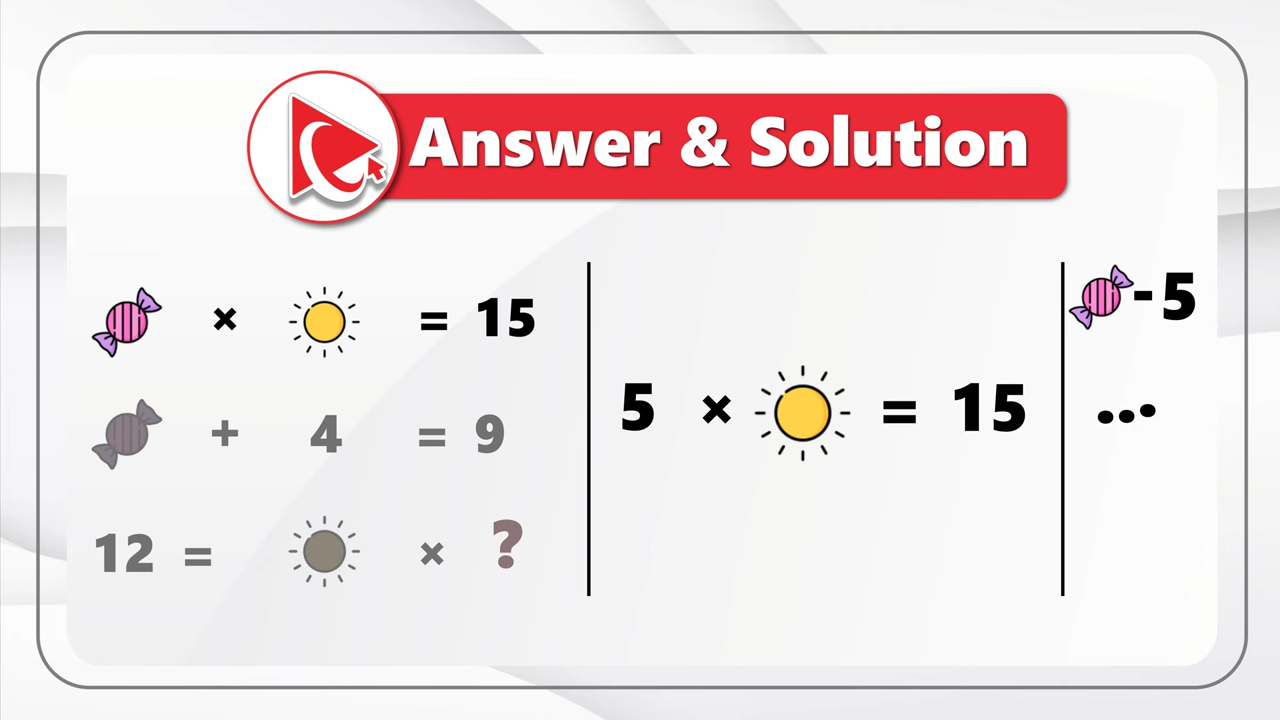 Answer & Solution
× = 15
+ 4 = 9
12 = × ?
5 × = 15
- 5
...